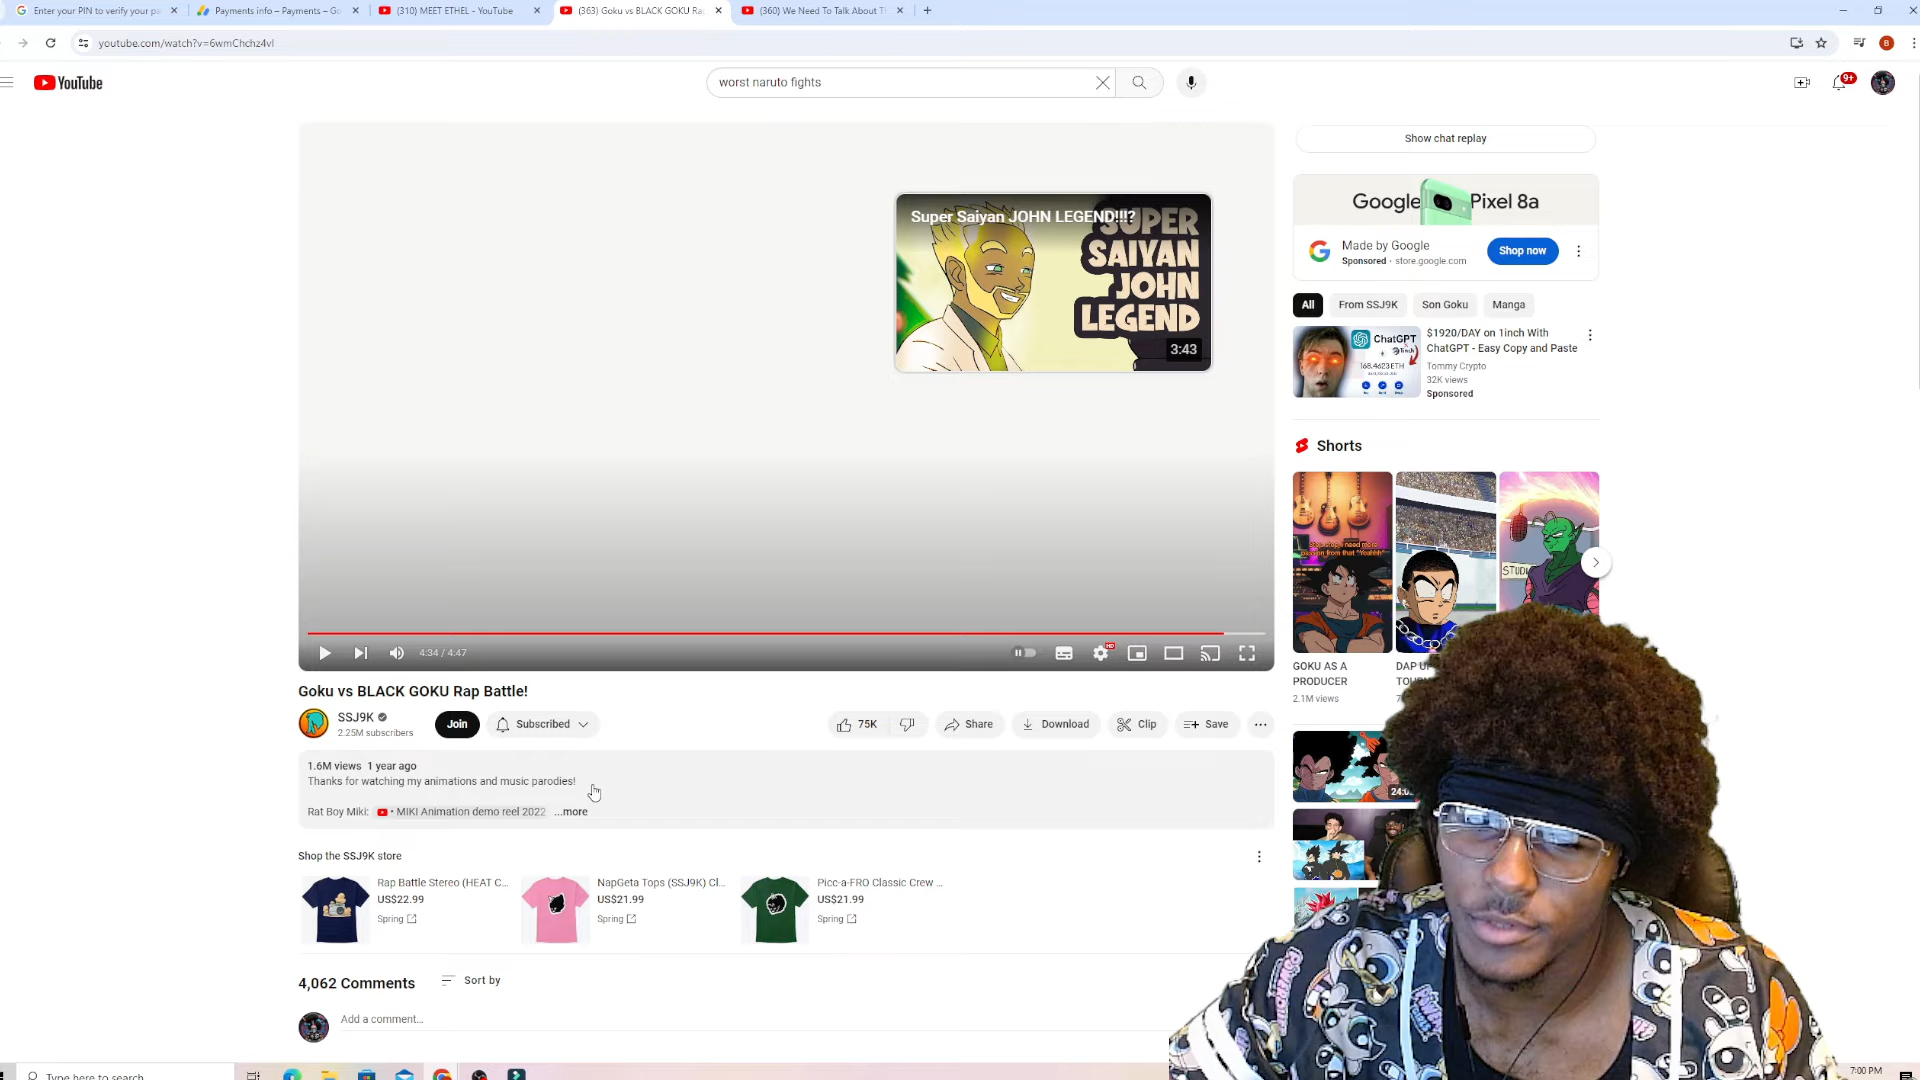 Enter your PIN to verify your pa
Payments info – Payments – Go
(310) MEET ETHEL - YouTube
(363) Goku vs BLACK GOKU Ra
(360) We Need To Talk About Th
youtube.com/watch?v=6wmChchz4vI
B
YouTube
worst naruto fights
9+
Super Saiyan JOHN LEGEND!!!?
SUPER
SAIYAN
JOHN
LEGEND
3:43
4:34 / 4:47
HD
Goku vs BLACK GOKU Rap Battle!
SSJ9K
2.25M subscribers
Join
Subscribed
75K
Share
Download
Clip
Save
1.6M views 1 year ago
Thanks for watching my animations and music parodies!
Rat Boy Miki: • MIKI Animation demo reel 2022 ...more
Shop the SSJ9K store
Rap Battle Stereo (HEAT C...
US$22.99
Spring
NapGeta Tops (SSJ9K) Cl...
US$21.99
Spring
Picc-a-FRO Classic Crew ...
US$21.99
Spring
4,062 Comments
Sort by
Add a comment...
Show chat replay
Google Pixel 8a
Made by Google
Sponsored · store.google.com
Shop now
All
From SSJ9K
Son Goku
Manga
ChatGPT
1inch
168.4623 ETH
$1920/DAY on 1inch With
ChatGPT - Easy Copy and Paste
Tommy Crypto
32K views
Sponsored
Shorts
STUD
GOKU AS A
PRODUCER
2.1M views
DAP U
Type here to search
7:00 PM